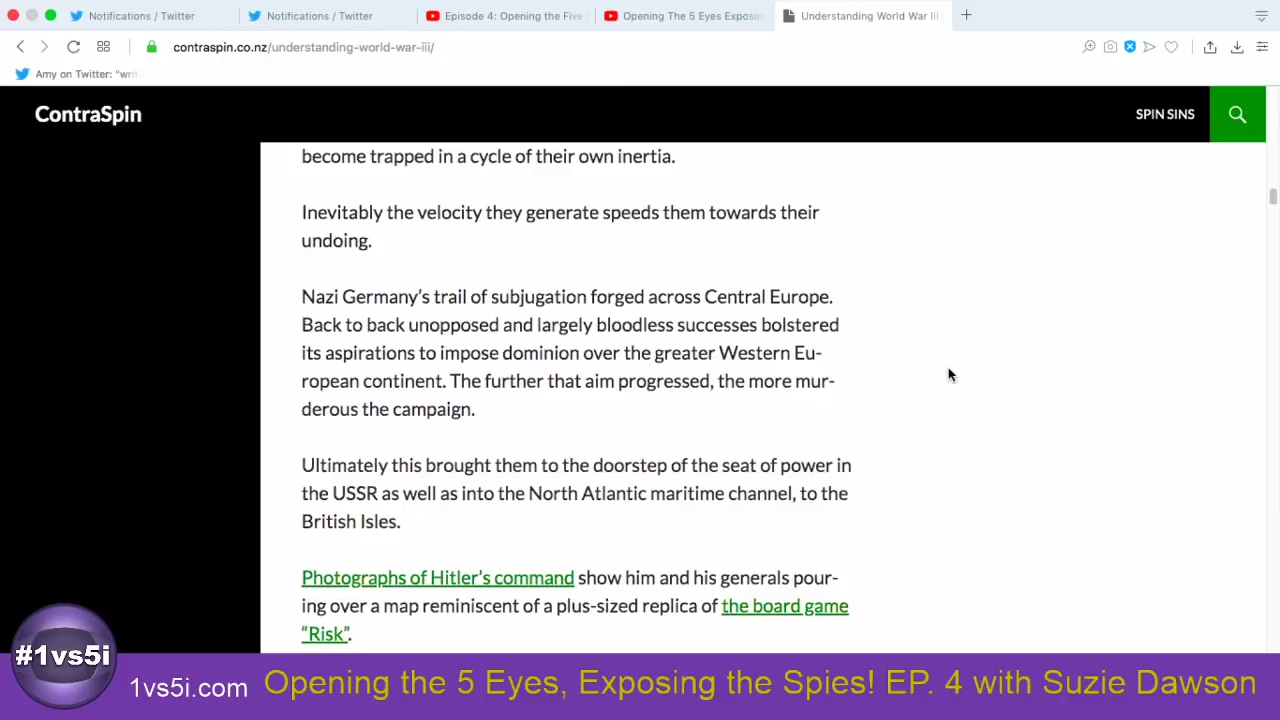 Notifications / Twitter
Notifications / Twitter
Episode 4: Opening the Five
Opening The 5 Eyes Exposin
Understanding World War III
contraspin.co.nz/understanding-world-war-iii/
Amy on Twitter: "writ
ContraSpin
SPIN SINS
become trapped in a cycle of their own inertia.
Inevitably the velocity they generate speeds them towards their
undoing.
Nazi Germany’s trail of subjugation forged across Central Europe.
Back to back unopposed and largely bloodless successes bolstered
its aspirations to impose dominion over the greater Western Eu-
ropean continent. The further that aim progressed, the more mur-
derous the campaign.
Ultimately this brought them to the doorstep of the seat of power in
the USSR as well as into the North Atlantic maritime channel, to the
British Isles.
Photographs of Hitler’s command show him and his generals pour-
ing over a map reminiscent of a plus-sized replica of the board game
“Risk”.
#1vs5i
1vs5i.com
Opening the 5 Eyes, Exposing the Spies! EP. 4 with Suzie Dawson